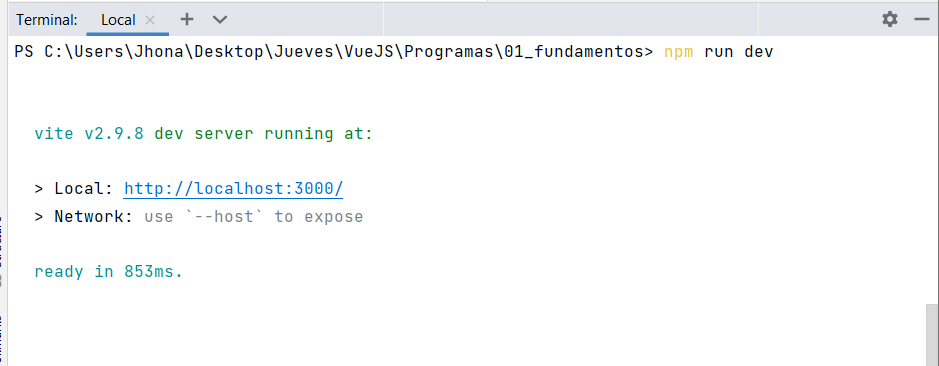 Terminal: Local
PS C:\Users\Jhona\Desktop\Jueves\VueJS\Programas\01_fundamentos> npm run dev
vite v2.9.8 dev server running at:
> Local: http://localhost:3000/
> Network: use `--host` to expose
ready in 853ms.